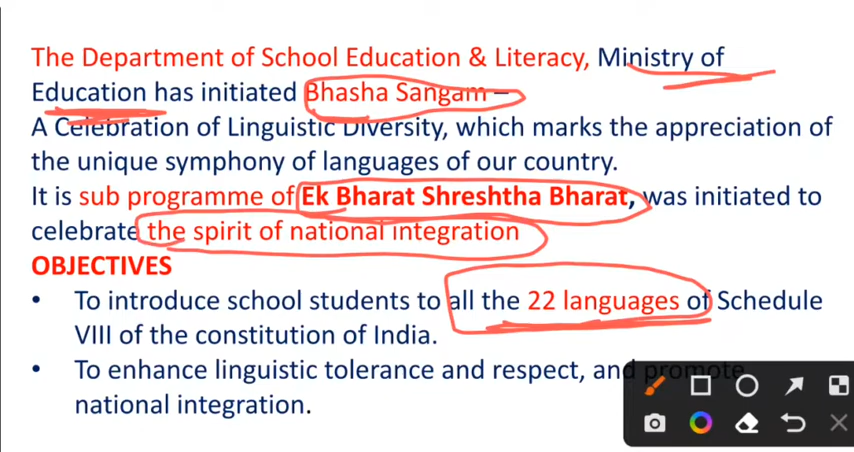 The Department of School Education & Literacy, Ministry of
Education has initiated Bhasha Sangam –
A Celebration of Linguistic Diversity, which marks the appreciation of
the unique symphony of languages of our country.
It is sub programme of Ek Bharat Shreshtha Bharat, was initiated to
celebrate the spirit of national integration
OBJECTIVES
• To introduce school students to all the 22 languages of Schedule
VIII of the constitution of India.
• To enhance linguistic tolerance and respect, and promote
national integration.